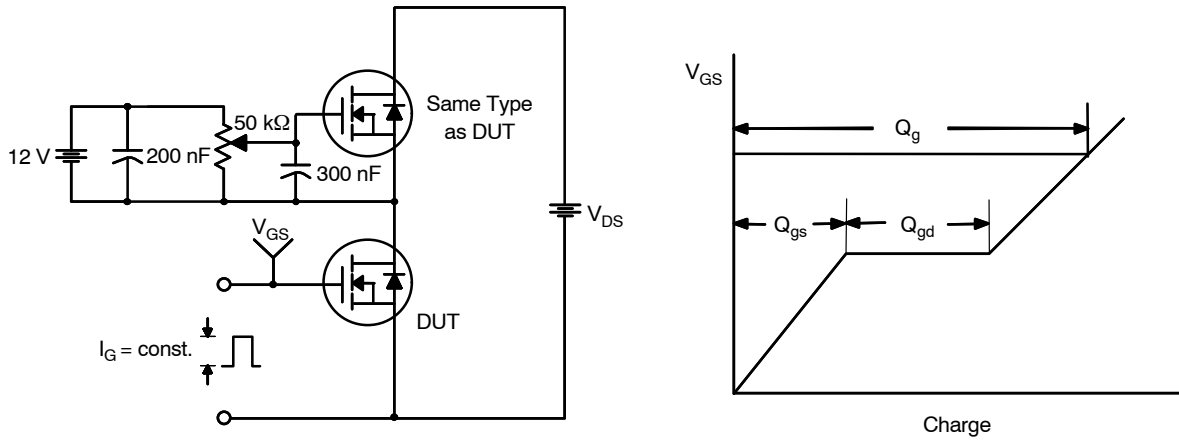 12 V
200 nF
50 kΩ
300 nF
Same Type
as DUT
V_DS
V_GS
DUT
I_G = const.
V_GS
Q_g
Q_gs
Q_gd
Charge